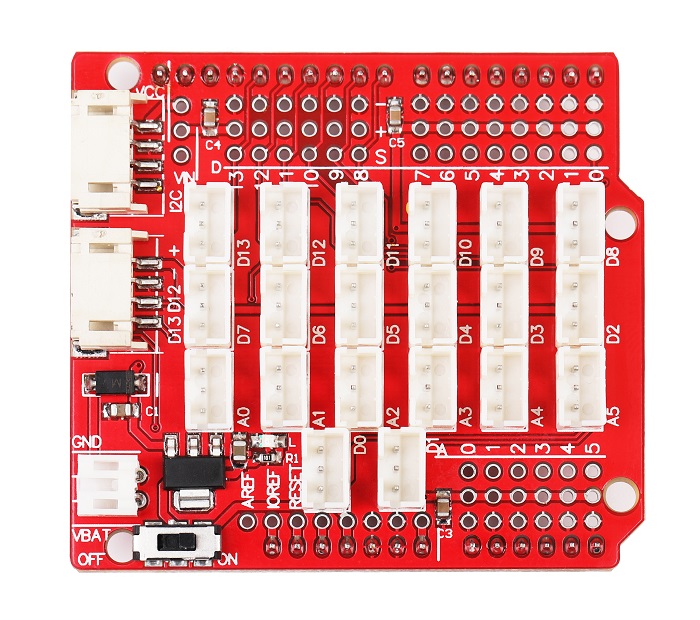 VCC
C4
+
−
C5
D
S
VIN
13 12 11 10 9 8 7 6 5 4 3 2 1 0
I2C
D13 D12 D11 D10 D9 D8
+
−
D12
D13
D7 D6 D5 D4 D3 D2
C1
A0 A1 A2 A3 A4 A5
GND
L
R1
D0 D1
A 0 1 2 3 4 5
AREF IOREF RESET
VBAT
C3
OFF ON